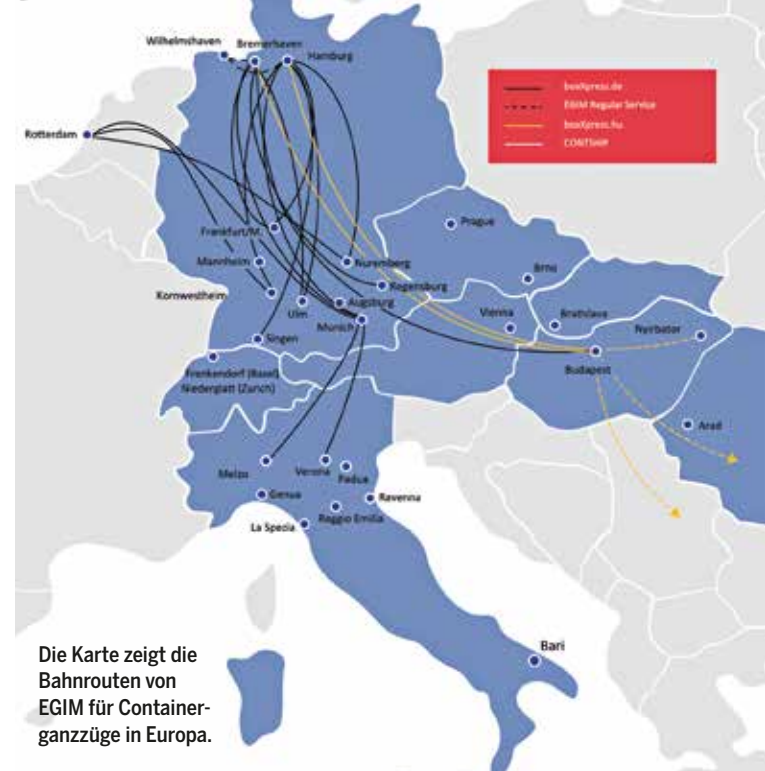 Wilhelmshaven
Bremerhaven
Hamburg
boxXpress.de
EGIM Regular Service
boxXpress.hu
CONTSHIP
Rotterdam
Prague
Frankfurt/M.
Mannheim
Nuremberg
Brno
Kornwestheim
Regensburg
Ulm
Augsburg
Vienna
Bratislava
Munich
Nyirbator
Singen
Budapest
Frenkendorf (Basel)
Niederglatt (Zurich)
Arad
Melzo
Verona
Padua
Genua
Ravenna
Reggio Emilia
La Spezia
Bari
Die Karte zeigt die
Bahnrouten von
EGIM für Container-
ganzzüge in Europa.